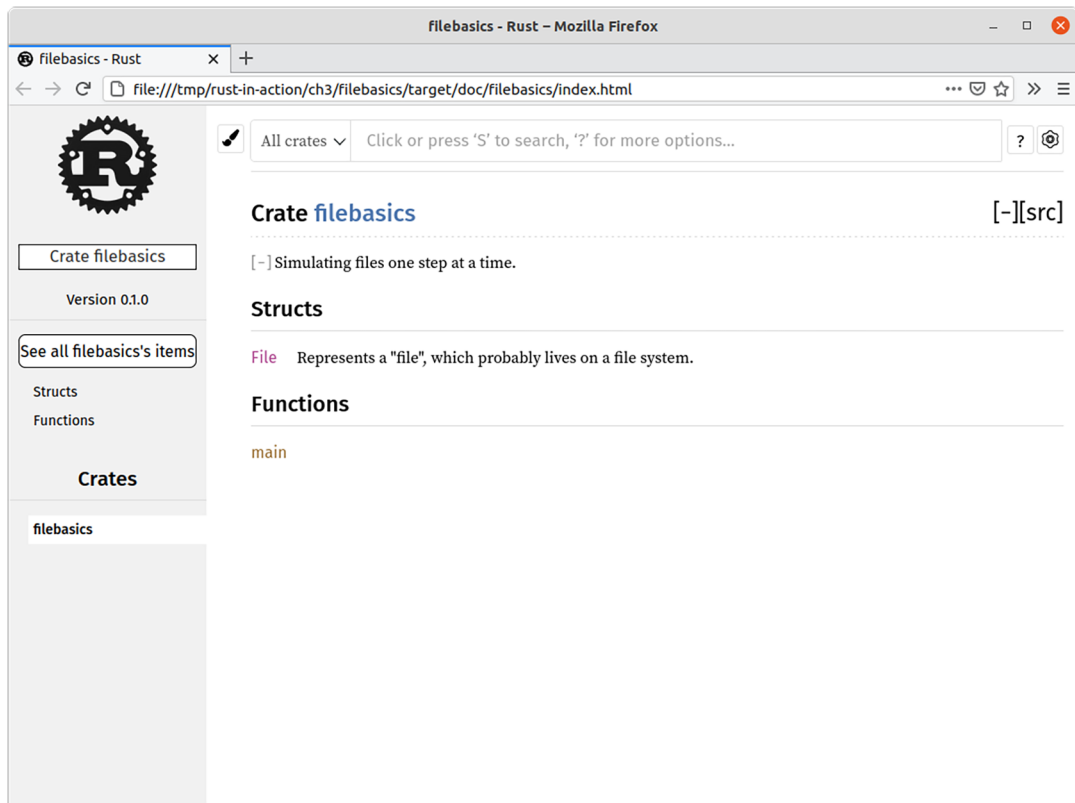 filebasics - Rust – Mozilla Firefox
filebasics - Rust
file:///tmp/rust-in-action/ch3/filebasics/target/doc/filebasics/index.html
R
All crates
Click or press ‘S’ to search, ‘?’ for more options...
?
Crate filebasics
Version 0.1.0
See all filebasics's items
Structs
Functions
Crates
filebasics
Crate filebasics
[-][src]
[-] Simulating files one step at a time.
Structs
File Represents a "file", which probably lives on a file system.
Functions
main